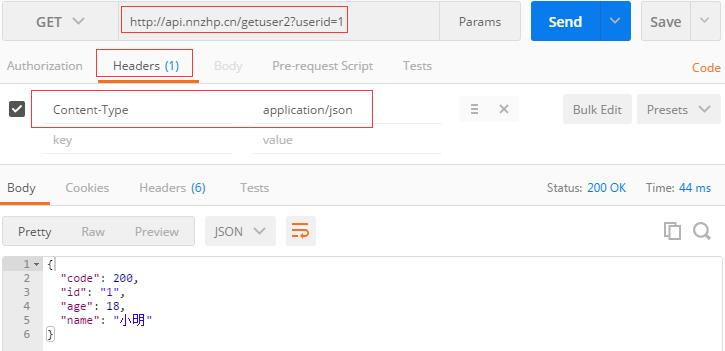 GET http://api.nnzhp.cn/getuser2?userid=1 Params Send Save
Authorization Headers (1) Body Pre-request Script Tests Code
Content-Type application/json Bulk Edit Presets
key value
Body Cookies Headers (6) Tests Status: 200 OK Time: 44 ms
Pretty Raw Preview JSON
1 {
2 "code": 200,
3 "id": "1",
4 "age": 18,
5 "name": "小明"
6 }